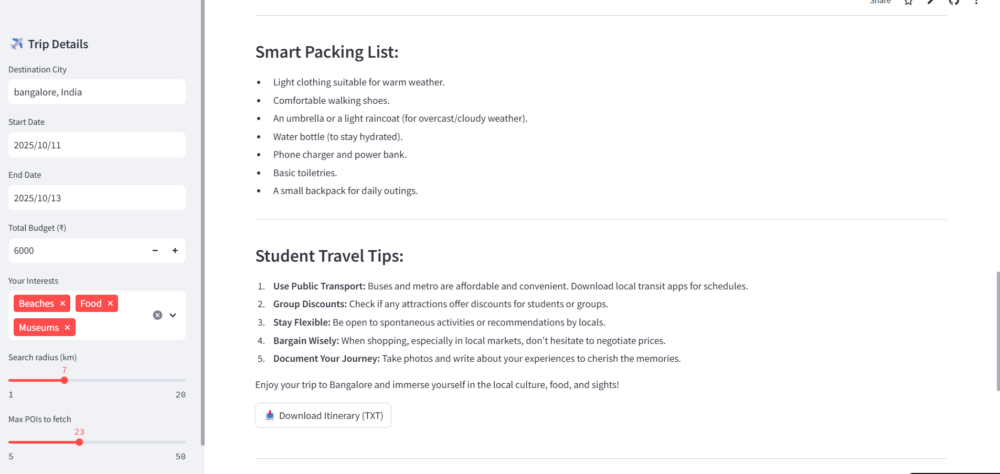 Share
Trip Details
Destination City
bangalore, India
Start Date
2025/10/11
End Date
2025/10/13
Total Budget (₹)
6000
Your Interests
Beaches
Food
Museums
Search radius (km)
7
1
20
Max POIs to fetch
23
5
50
Smart Packing List:
• Light clothing suitable for warm weather.
• Comfortable walking shoes.
• An umbrella or a light raincoat (for overcast/cloudy weather).
• Water bottle (to stay hydrated).
• Phone charger and power bank.
• Basic toiletries.
• A small backpack for daily outings.
Student Travel Tips:
1. Use Public Transport: Buses and metro are affordable and convenient. Download local transit apps for schedules.
2. Group Discounts: Check if any attractions offer discounts for students or groups.
3. Stay Flexible: Be open to spontaneous activities or recommendations by locals.
4. Bargain Wisely: When shopping, especially in local markets, don’t hesitate to negotiate prices.
5. Document Your Journey: Take photos and write about your experiences to cherish the memories.
Enjoy your trip to Bangalore and immerse yourself in the local culture, food, and sights!
Download Itinerary (TXT)